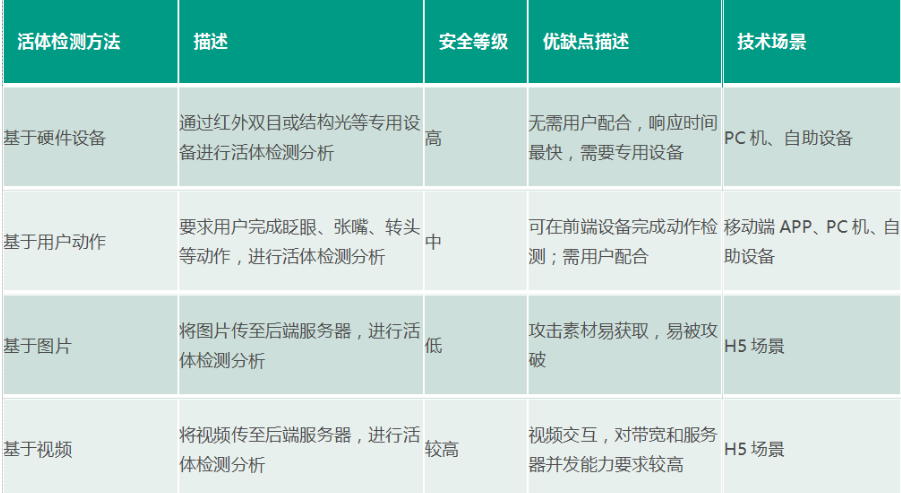 活体检测方法 描述 安全等级 优缺点描述 技术场景
基于硬件设备
通过红外双目或结构光等专用设
备进行活体检测分析
高
无需用户配合，响应时间
最快，需要专用设备
PC 机、自助设备
基于用户动作
要求用户完成眨眼、张嘴、转头
等动作，进行活体检测分析
中
可在前端设备完成动作检
测；需用户配合
移动端 APP、PC 机、自
助设备
基于图片
将图片传至后端服务器，进行活
体检测分析
低
攻击素材易获取，易被攻
破
H5 场景
基于视频
将视频传至后端服务器，进行活
体检测分析
较高
视频交互，对带宽和服务
器并发能力要求较高
H5 场景